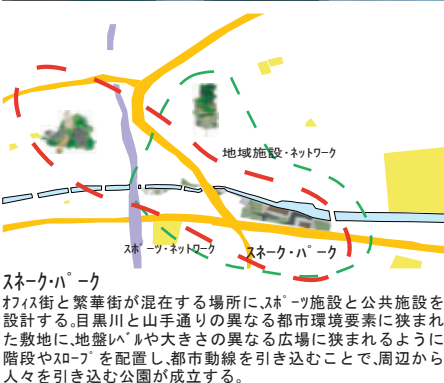 地域施設・ネットワーク
スポーツ・ネットワーク
スネーク・パーク
スネーク・パーク
オフィス街と繁華街が混在する場所に、スポーツ施設と公共施設を
設計する。目黒川と山手通りの異なる都市環境要素に狭まれ
た敷地に、地盤レベルや大きさの異なる広場に狭まれるように
階段やスロープを配置し、都市動線を引き込むことで、周辺から
人々を引き込む公園が成立する。